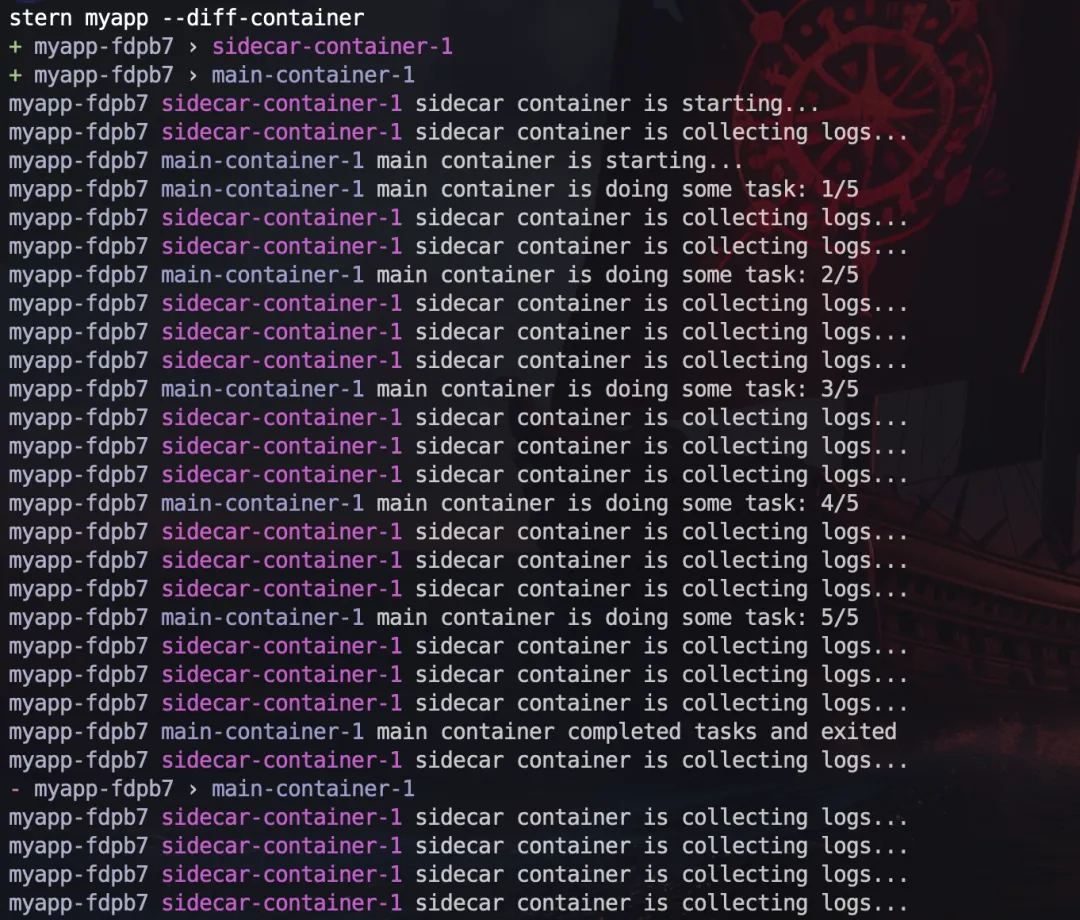 stern myapp --diff-container
+ myapp-fdpb7 › sidecar-container-1
+ myapp-fdpb7 › main-container-1
myapp-fdpb7 sidecar-container-1 sidecar container is starting...
myapp-fdpb7 sidecar-container-1 sidecar container is collecting logs...
myapp-fdpb7 main-container-1 main container is starting...
myapp-fdpb7 main-container-1 main container is doing some task: 1/5
myapp-fdpb7 sidecar-container-1 sidecar container is collecting logs...
myapp-fdpb7 sidecar-container-1 sidecar container is collecting logs...
myapp-fdpb7 main-container-1 main container is doing some task: 2/5
myapp-fdpb7 sidecar-container-1 sidecar container is collecting logs...
myapp-fdpb7 sidecar-container-1 sidecar container is collecting logs...
myapp-fdpb7 sidecar-container-1 sidecar container is collecting logs...
myapp-fdpb7 main-container-1 main container is doing some task: 3/5
myapp-fdpb7 sidecar-container-1 sidecar container is collecting logs...
myapp-fdpb7 sidecar-container-1 sidecar container is collecting logs...
myapp-fdpb7 sidecar-container-1 sidecar container is collecting logs...
myapp-fdpb7 main-container-1 main container is doing some task: 4/5
myapp-fdpb7 sidecar-container-1 sidecar container is collecting logs...
myapp-fdpb7 sidecar-container-1 sidecar container is collecting logs...
myapp-fdpb7 sidecar-container-1 sidecar container is collecting logs...
myapp-fdpb7 main-container-1 main container is doing some task: 5/5
myapp-fdpb7 sidecar-container-1 sidecar container is collecting logs...
myapp-fdpb7 sidecar-container-1 sidecar container is collecting logs...
myapp-fdpb7 sidecar-container-1 sidecar container is collecting logs...
myapp-fdpb7 main-container-1 main container completed tasks and exited
myapp-fdpb7 sidecar-container-1 sidecar container is collecting logs...
- myapp-fdpb7 › main-container-1
myapp-fdpb7 sidecar-container-1 sidecar container is collecting logs...
myapp-fdpb7 sidecar-container-1 sidecar container is collecting logs...
myapp-fdpb7 sidecar-container-1 sidecar container is collecting logs...
myapp-fdpb7 sidecar-container-1 sidecar container is collecting logs...